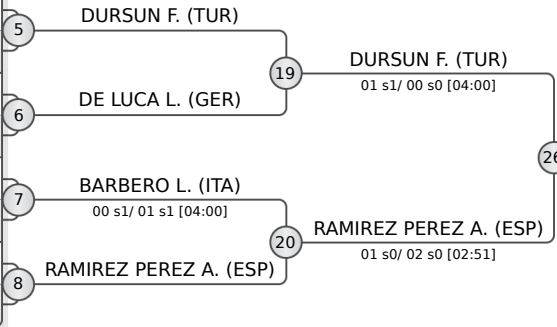 5
DURSUN F. (TUR)
19
DURSUN F. (TUR)
01 s1/ 00 s0 [04:00]
6
DE LUCA L. (GER)
26
7
BARBERO L. (ITA)
00 s1/ 01 s1 [04:00]
20
RAMIREZ PEREZ A. (ESP)
01 s0/ 02 s0 [02:51]
8
RAMIREZ PEREZ A. (ESP)